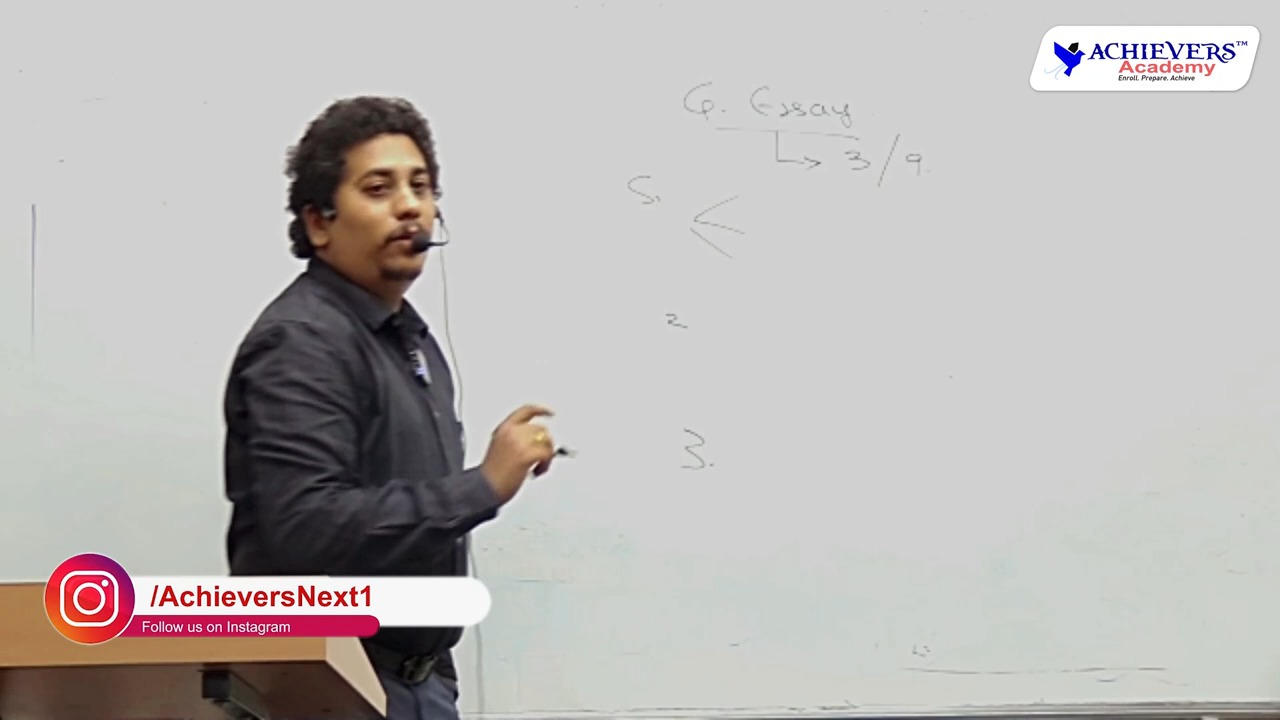 ACHIEVERS™
Academy
Enroll. Prepare. Achieve
G. Essay
3/9.
S.
2
3.
/AchieversNext1
Follow us on Instagram